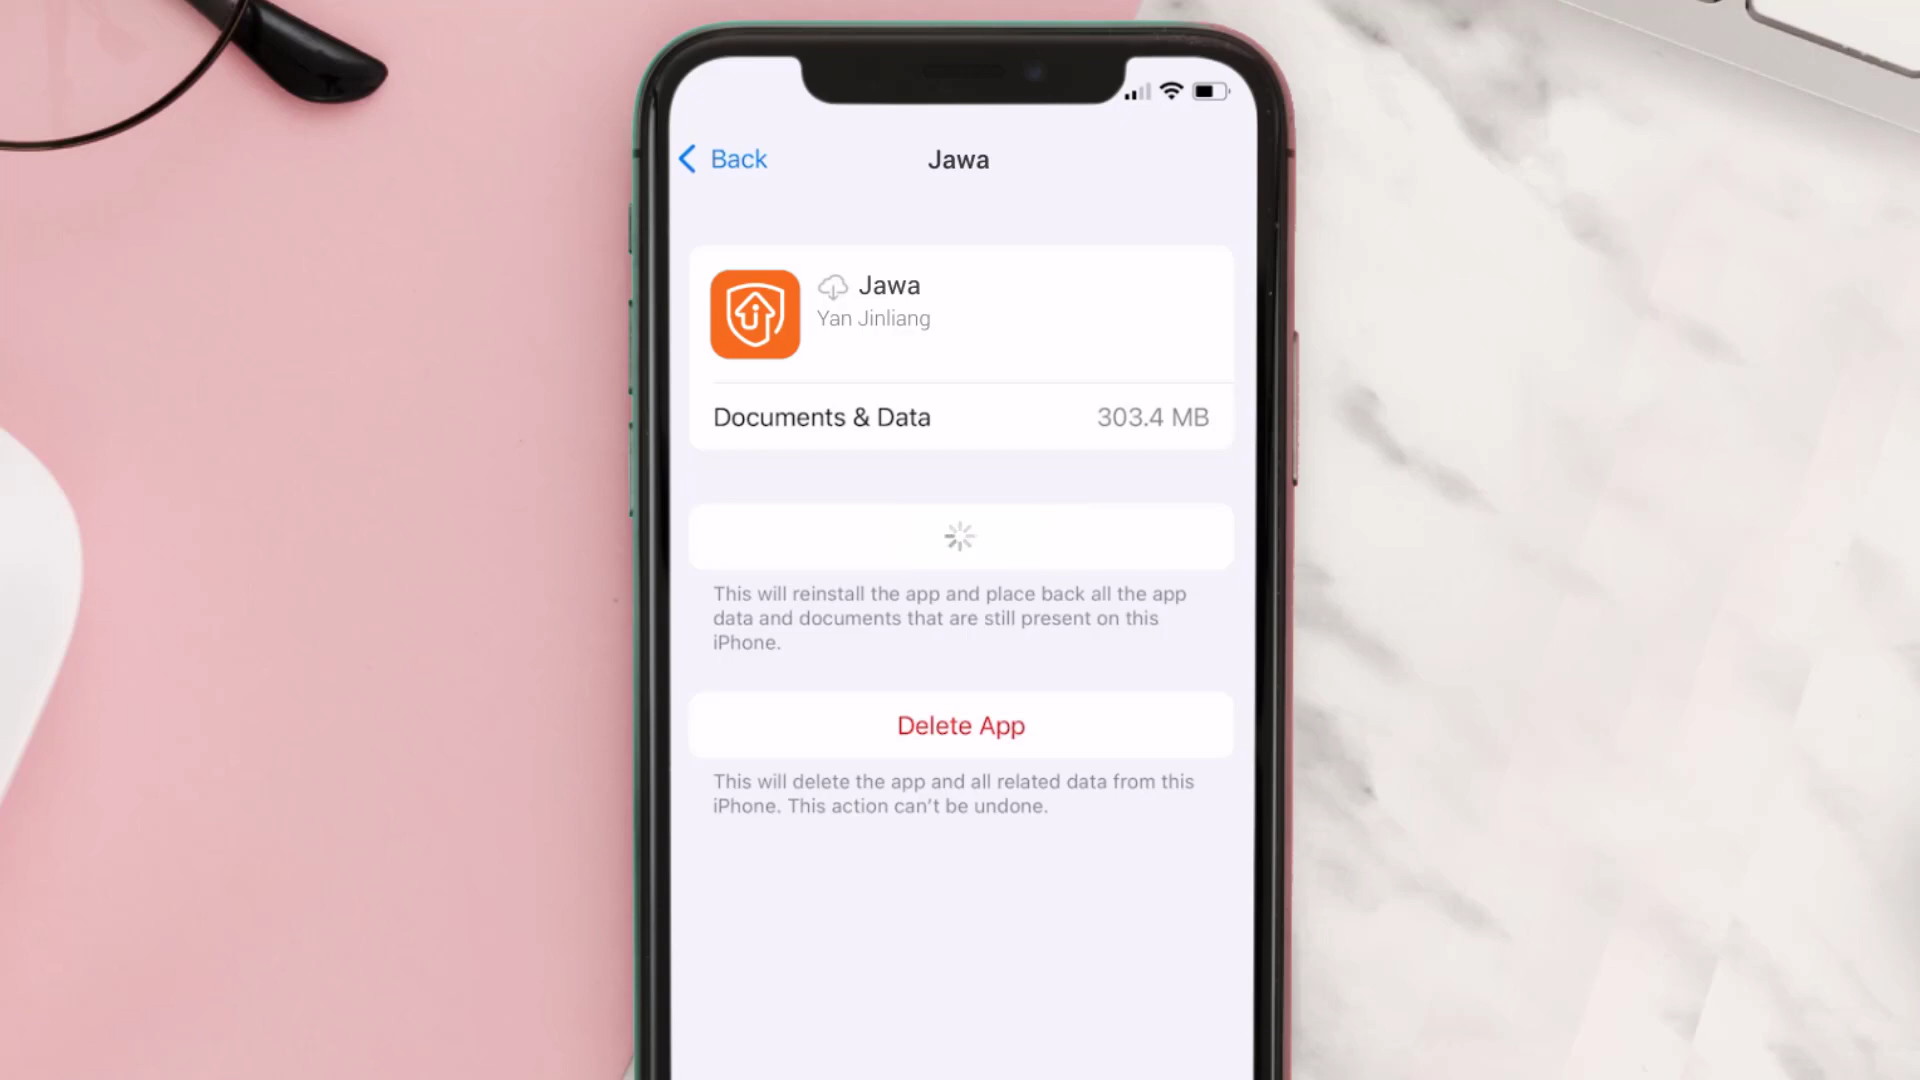 Back
Jawa
Jawa
Yan Jinliang
Documents & Data
303.4 MB
This will reinstall the app and place back all the app
data and documents that are still present on this
iPhone.
Delete App
This will delete the app and all related data from this
iPhone. This action can't be undone.